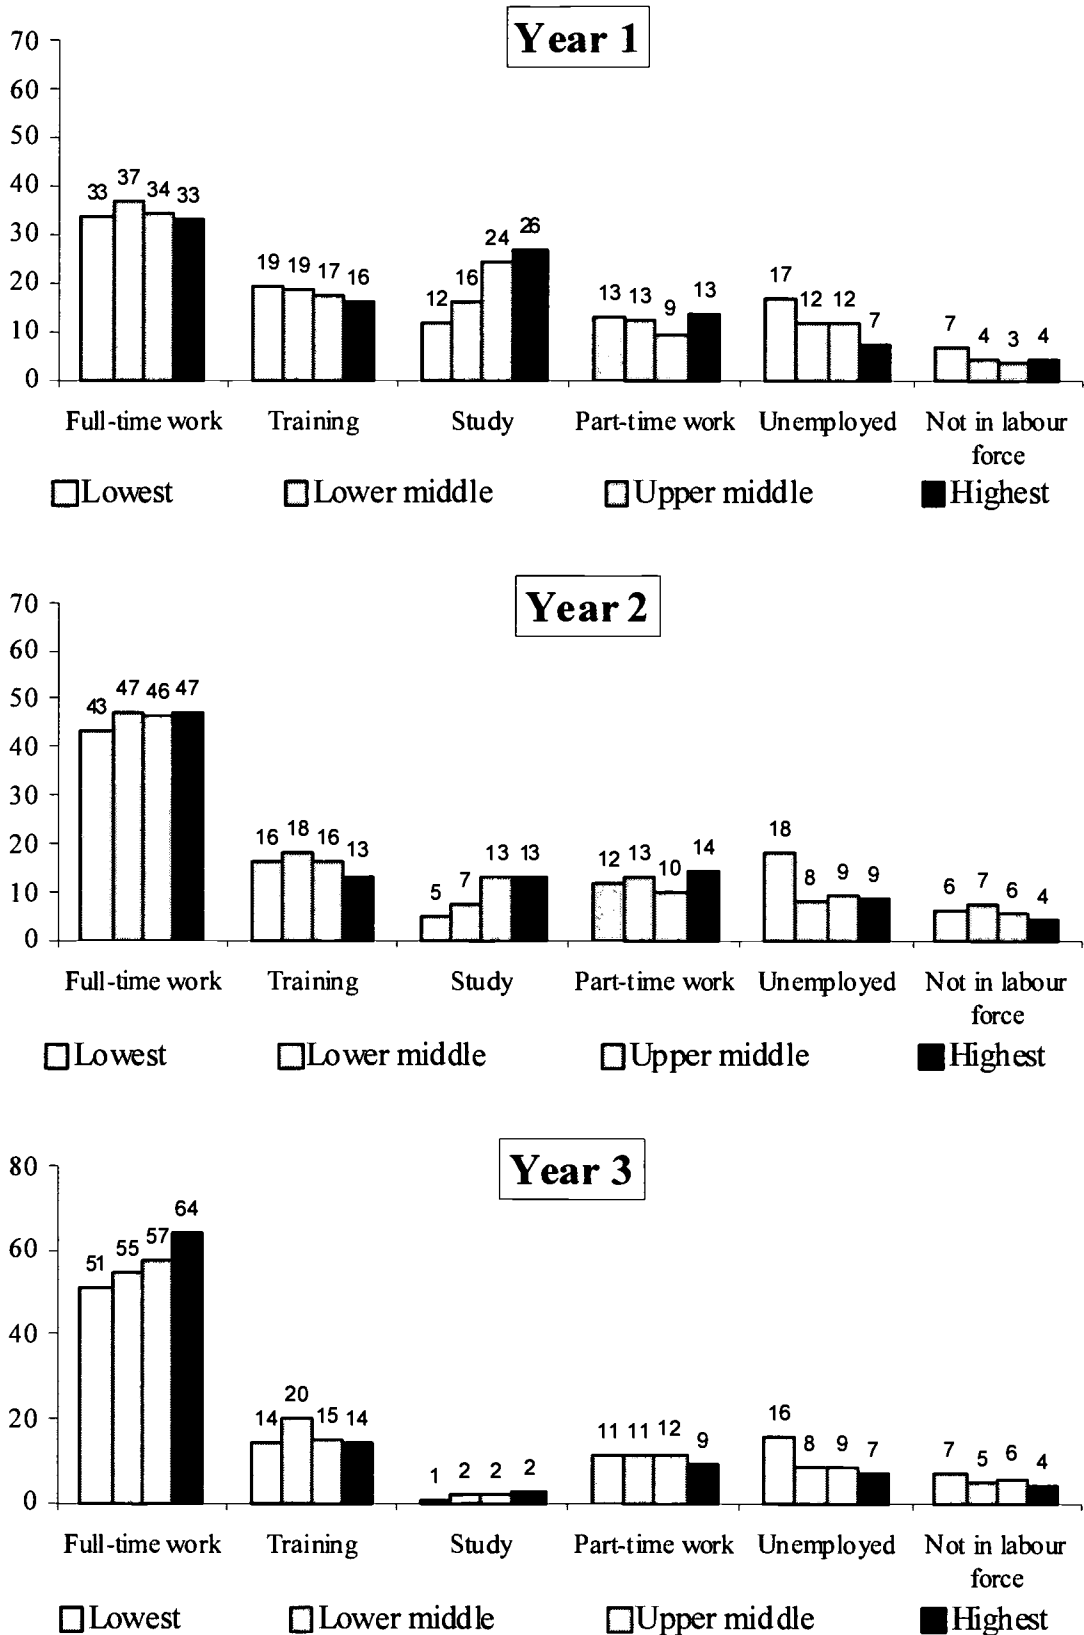 Year 1
70
60
50
40
30
20
10
0
33 37 34 33
19 19 17 16
12 16 24 26
13 13 9 13
17 12 12 7
7 4 3 4
Full-time work Training Study Part-time work Unemployed Not in labour
force
Lowest Lower middle Upper middle Highest
Year 2
70
60
50
40
30
20
10
0
43 47 46 47
16 18 16 13
5 7 13 13
12 13 10 14
18 8 9 9
6 7 6 4
Full-time work Training Study Part-time work Unemployed Not in labour
force
Lowest Lower middle Upper middle Highest
Year 3
80
60
40
20
0
51 55 57 64
14 20 15 14
1 2 2 2
11 11 12 9
16 8 9 7
7 5 6 4
Full-time work Training Study Part-time work Unemployed Not in labour
force
Lowest Lower middle Upper middle Highest